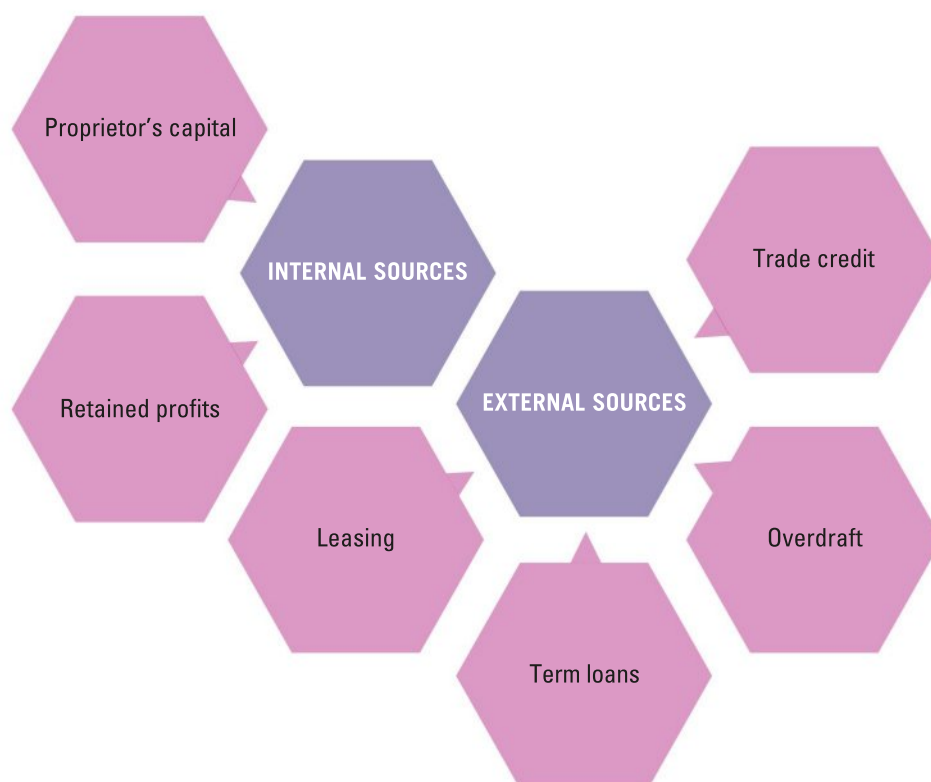 Proprietor’s capital
INTERNAL SOURCES
Retained profits
EXTERNAL SOURCES
Trade credit
Leasing
Overdraft
Term loans